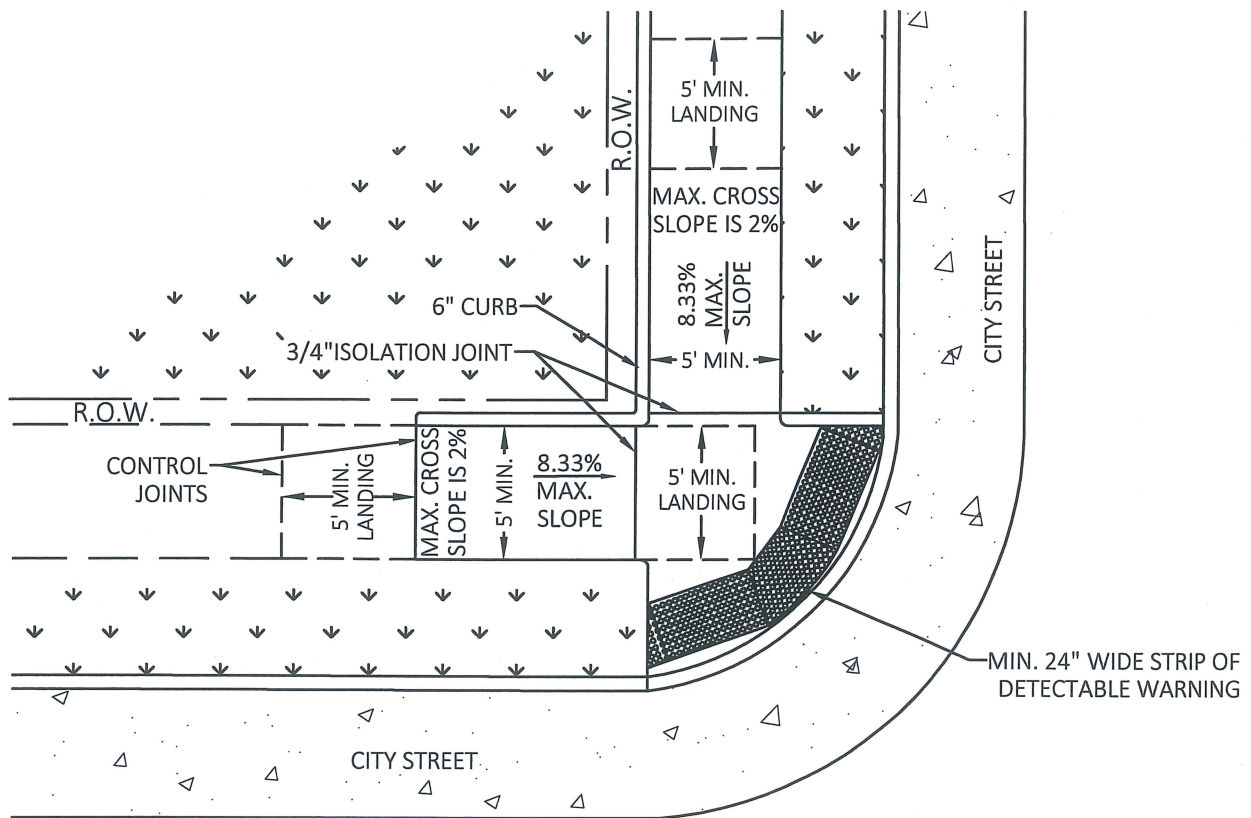 5' MIN.
LANDING
R.O.W.
MAX. CROSS
SLOPE IS 2%
8.33%
MAX.
SLOPE
CITY STREET
6" CURB
3/4"ISOLATION JOINT
5' MIN.
R.O.W.
CONTROL
JOINTS
5' MIN.
LANDING
MAX. CROSS
SLOPE IS 2%
5' MIN.
8.33%
MAX.
SLOPE
5' MIN.
LANDING
MIN. 24" WIDE STRIP OF
DETECTABLE WARNING
CITY STREET